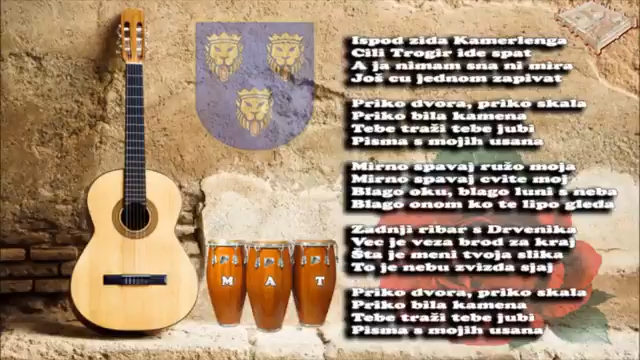 Ispod zida Kamerlenga
Cili Trogir ide spat
A ja nimam sna ni mira
Još cu jednom zapivat
Priko dvora, priko skala
Priko bila kamena
Tebe traži tebe jubi
Pisma s mojih usana
Mirno spavaj ružo moja
Mirno spavaj cvite moj
Blago oku, blago luni s neba
Blago onom ko te lipo gleda
Zadnji ribar s Drvenika
Vec je veza brod za kraj
Šta je meni tvoja slika
To je nebu zvizda sjaj
Priko dvora, priko skala
Priko bila kamena
Tebe traži tebe jubi
Pisma s mojih usana
M A T